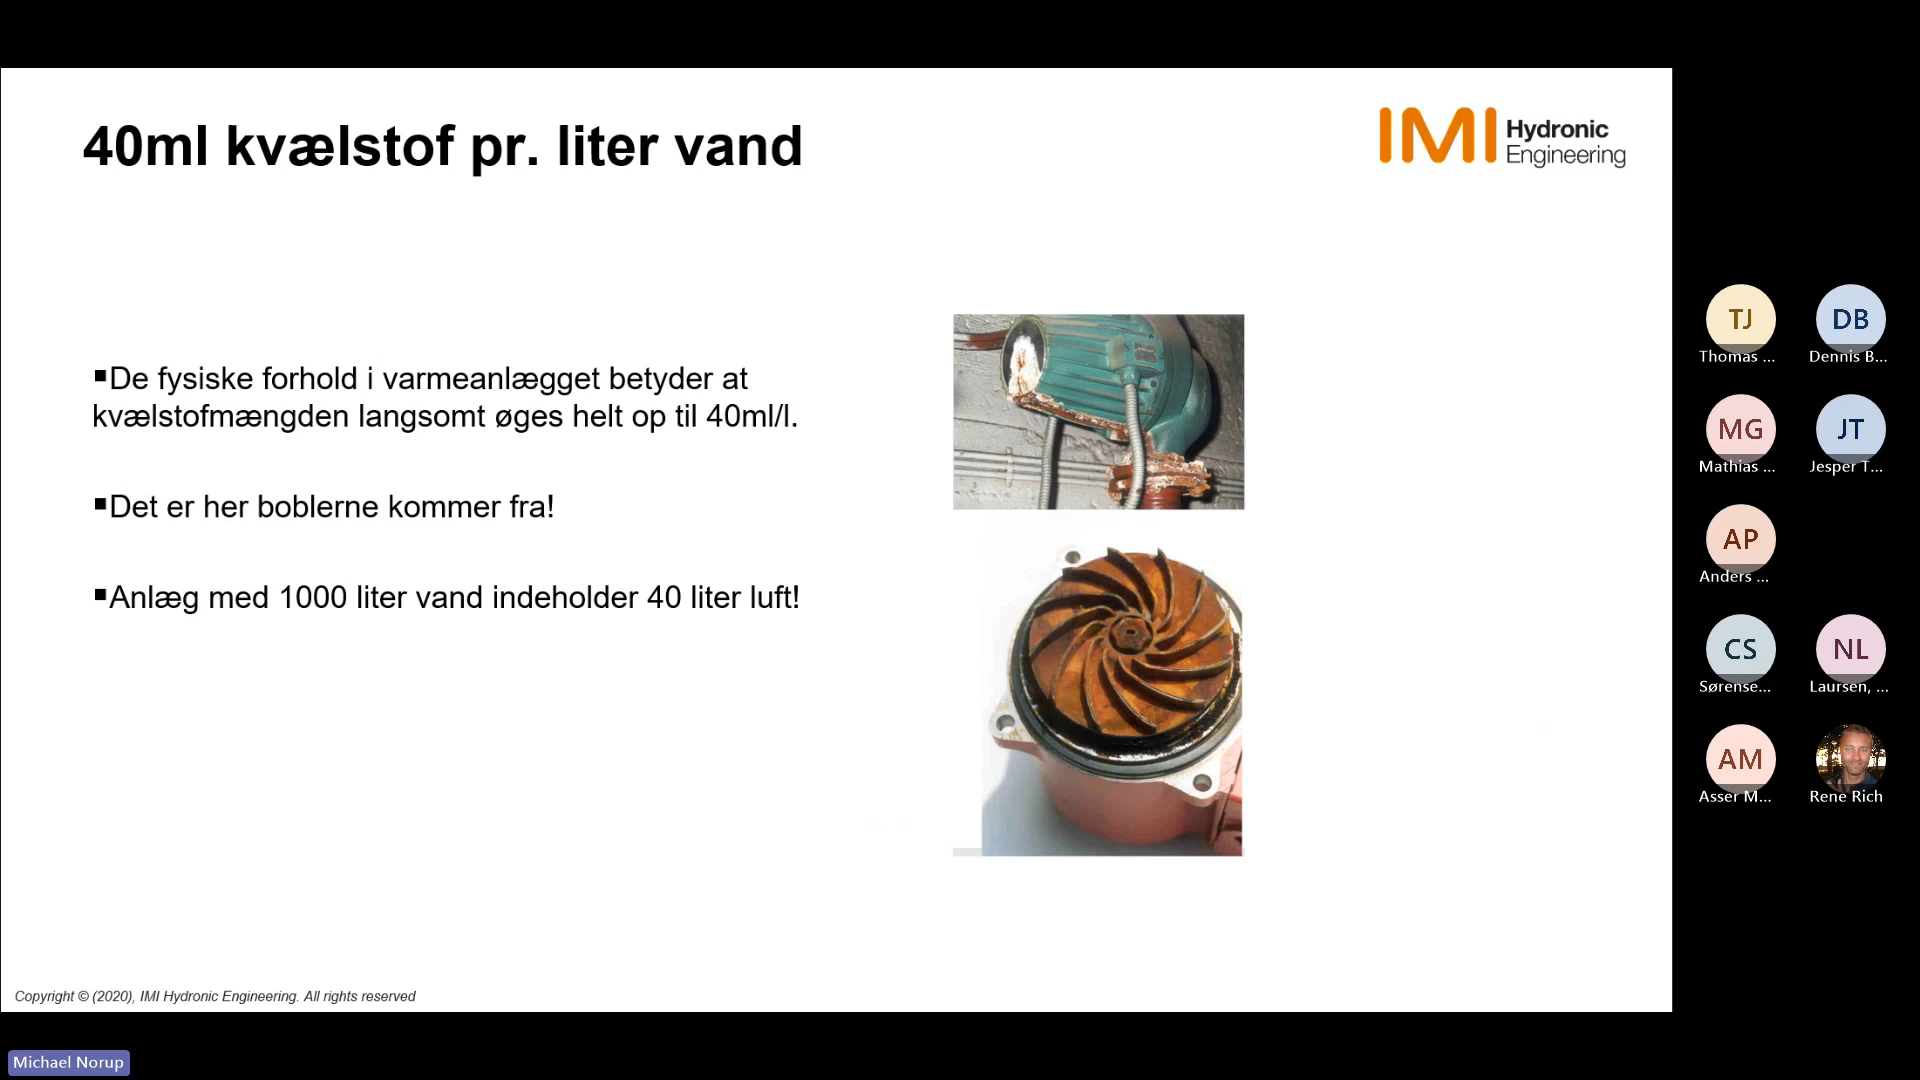 40ml kvælstof pr. liter vand
IMI Hydronic
Engineering
▪De fysiske forhold i varmeanlægget betyder at
kvælstofmængden langsomt øges helt op til 40ml/l.
▪Det er her boblerne kommer fra!
▪Anlæg med 1000 liter vand indeholder 40 liter luft!
Copyright © (2020), IMI Hydronic Engineering. All rights reserved
TJ DB
Thomas ... Dennis B...
MG JT
Mathias ... Jesper T...
AP
Anders ...
CS NL
Sørense... Laursen, ...
AM
Asser M... Rene Rich
Michael Norup